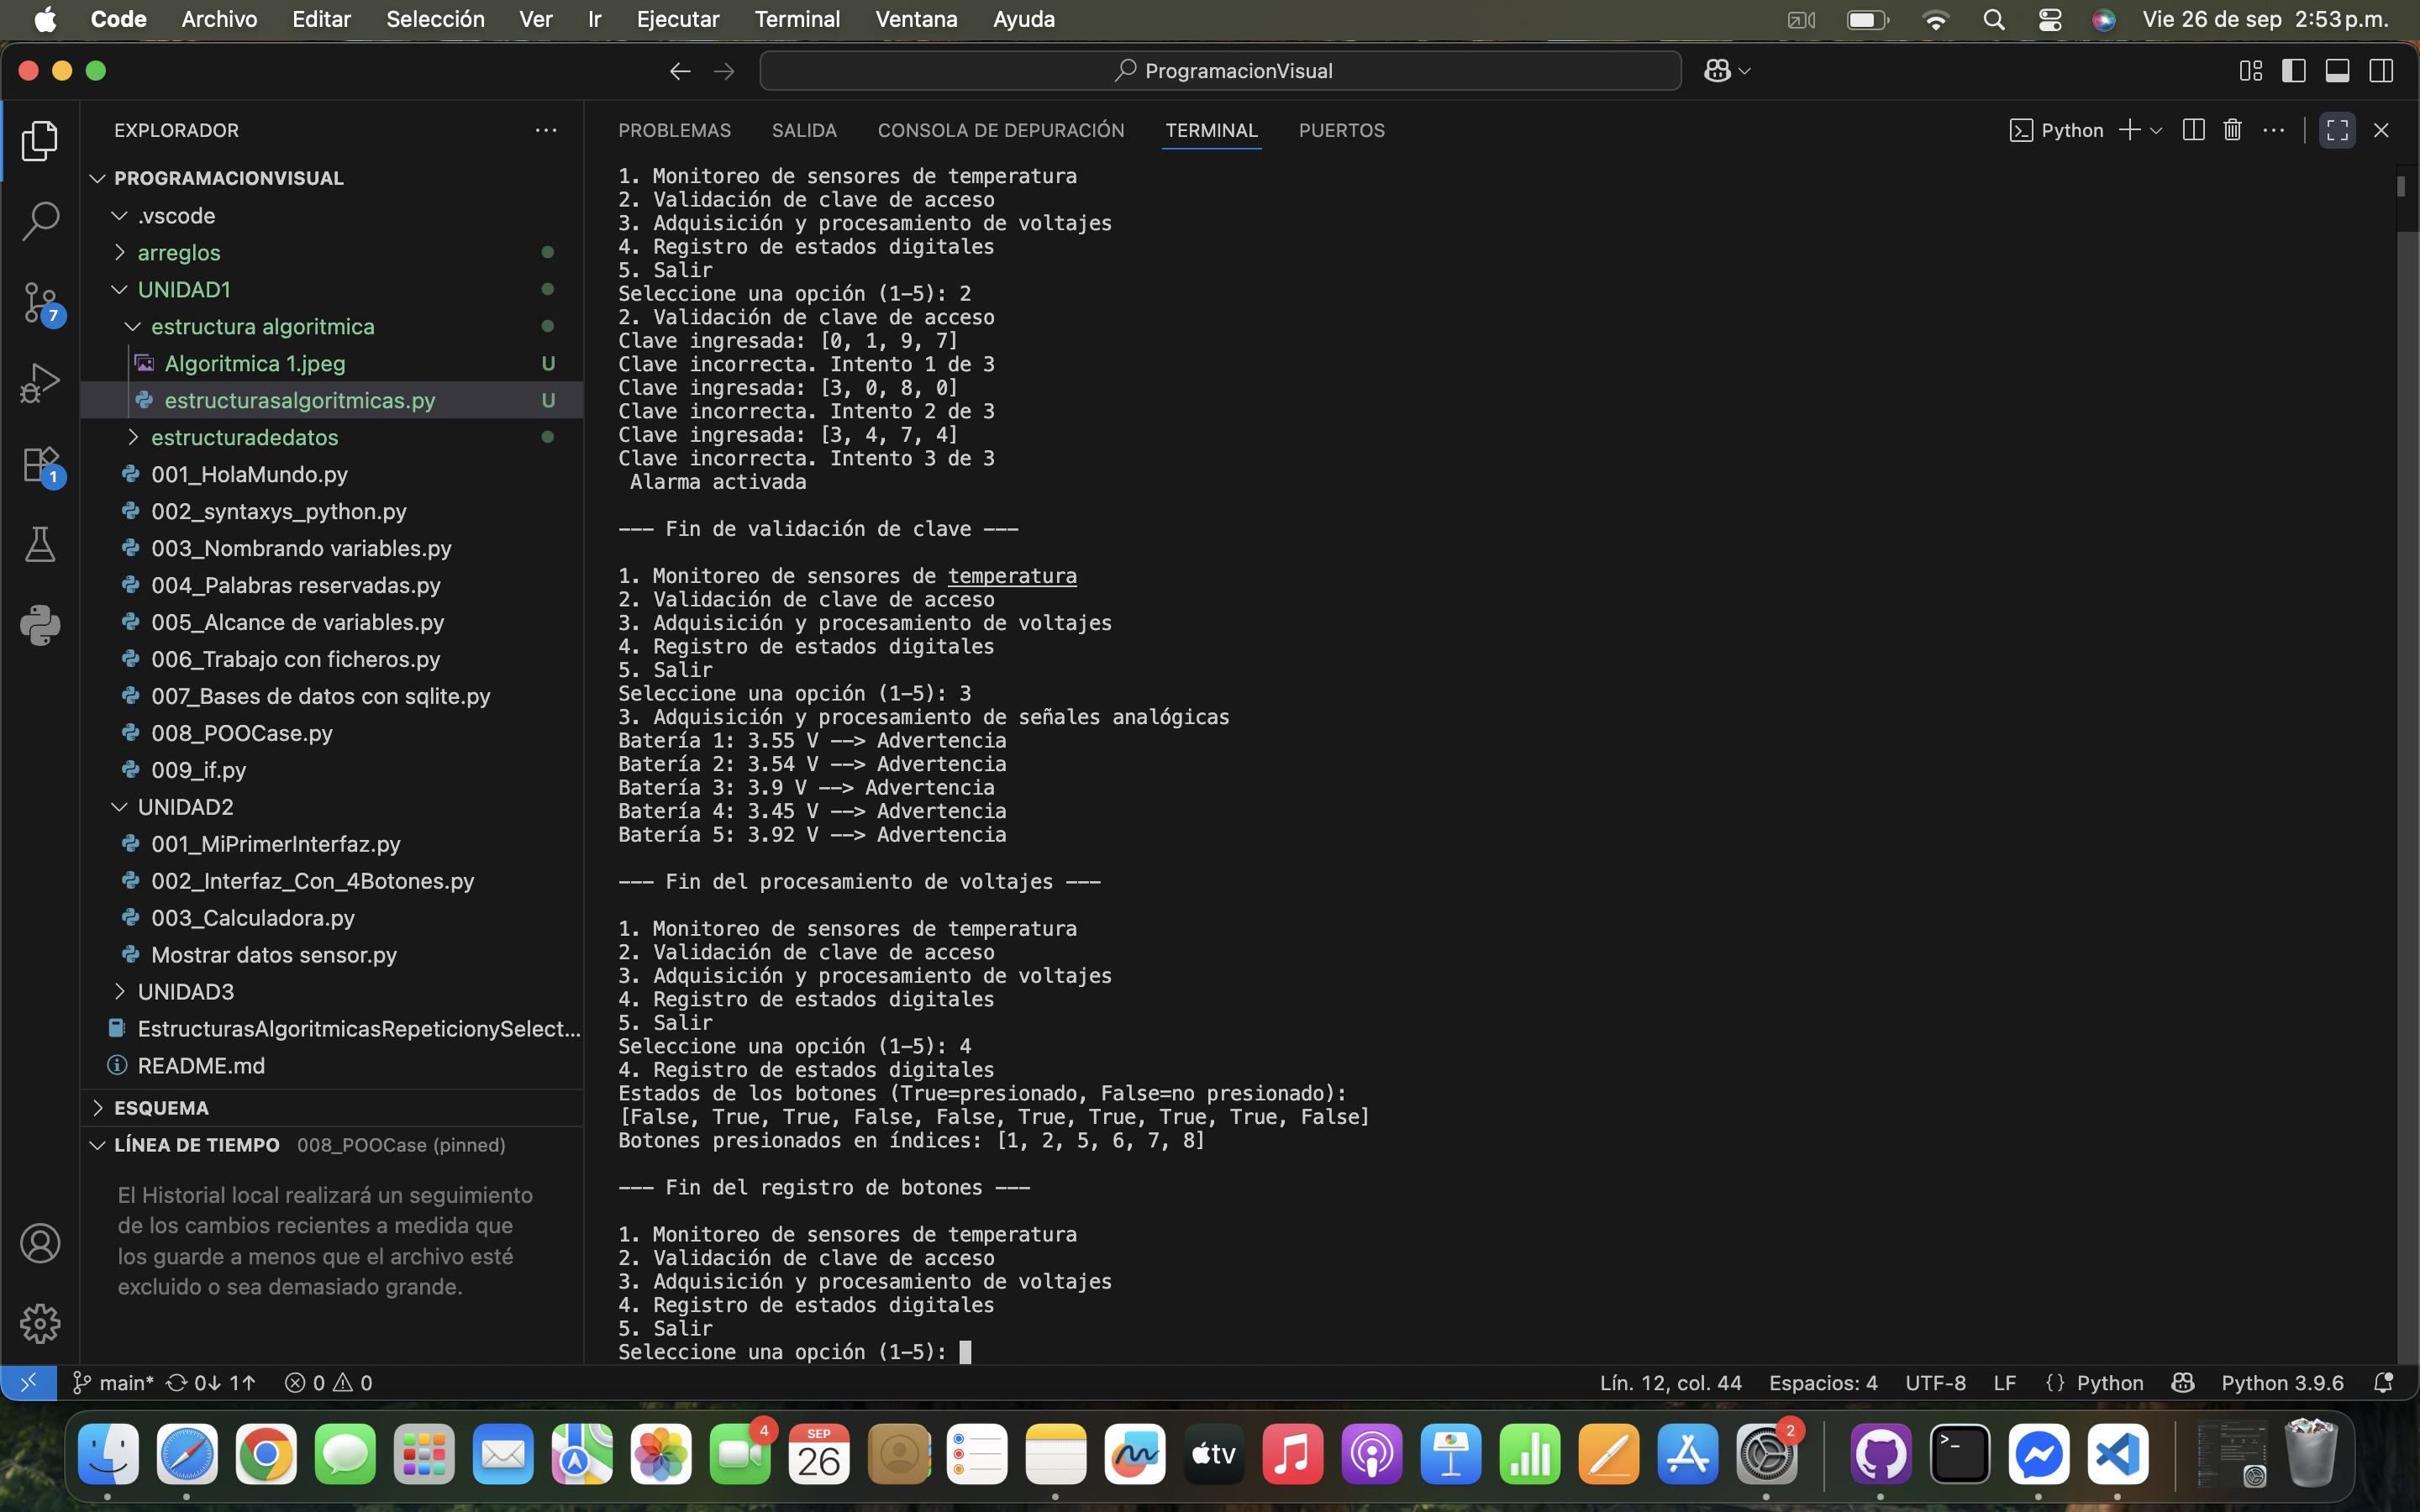 Code Archivo Editar Selección Ver Ir Ejecutar Terminal Ventana Ayuda Vie 26 de sep 2:53 p.m.
ProgramacionVisual
EXPLORADOR
PROGRAMACIONVISUAL
.vscode
arreglos
UNIDAD1
estructura algoritmica
Algoritmica 1.jpeg U
estructurasalgoritmicas.py U
estructuradedatos
001_HolaMundo.py
002_syntaxys_python.py
003_Nombrando variables.py
004_Palabras reservadas.py
005_Alcance de variables.py
006_Trabajo con ficheros.py
007_Bases de datos con sqlite.py
008_POOCase.py
009_if.py
UNIDAD2
001_MiPrimerInterfaz.py
002_Interfaz_Con_4Botones.py
003_Calculadora.py
Mostrar datos sensor.py
UNIDAD3
EstructurasAlgoritmicasRepeticionySelect...
README.md
ESQUEMA
LÍNEA DE TIEMPO 008_POOCase (pinned)
El Historial local realizará un seguimiento
de los cambios recientes a medida que
los guarde a menos que el archivo esté
excluido o sea demasiado grande.
7
1
PROBLEMAS SALIDA CONSOLA DE DEPURACIÓN TERMINAL PUERTOS Python
1. Monitoreo de sensores de temperatura
2. Validación de clave de acceso
3. Adquisición y procesamiento de voltajes
4. Registro de estados digitales
5. Salir
Seleccione una opción (1-5): 2
2. Validación de clave de acceso
Clave ingresada: [0, 1, 9, 7]
Clave incorrecta. Intento 1 de 3
Clave ingresada: [3, 0, 8, 0]
Clave incorrecta. Intento 2 de 3
Clave ingresada: [3, 4, 7, 4]
Clave incorrecta. Intento 3 de 3
Alarma activada
--- Fin de validación de clave ---
1. Monitoreo de sensores de temperatura
2. Validación de clave de acceso
3. Adquisición y procesamiento de voltajes
4. Registro de estados digitales
5. Salir
Seleccione una opción (1-5): 3
3. Adquisición y procesamiento de señales analógicas
Batería 1: 3.55 V --> Advertencia
Batería 2: 3.54 V --> Advertencia
Batería 3: 3.9 V --> Advertencia
Batería 4: 3.45 V --> Advertencia
Batería 5: 3.92 V --> Advertencia
--- Fin del procesamiento de voltajes ---
1. Monitoreo de sensores de temperatura
2. Validación de clave de acceso
3. Adquisición y procesamiento de voltajes
4. Registro de estados digitales
5. Salir
Seleccione una opción (1-5): 4
4. Registro de estados digitales
Estados de los botones (True=presionado, False=no presionado):
[False, True, True, False, False, True, True, True, True, False]
Botones presionados en índices: [1, 2, 5, 6, 7, 8]
--- Fin del registro de botones ---
1. Monitoreo de sensores de temperatura
2. Validación de clave de acceso
3. Adquisición y procesamiento de voltajes
4. Registro de estados digitales
5. Salir
Seleccione una opción (1-5):
main* 0↓ 1↑ 0 0 Lín. 12, col. 44 Espacios: 4 UTF-8 LF {} Python Python 3.9.6
4
SEP
26
tv
2